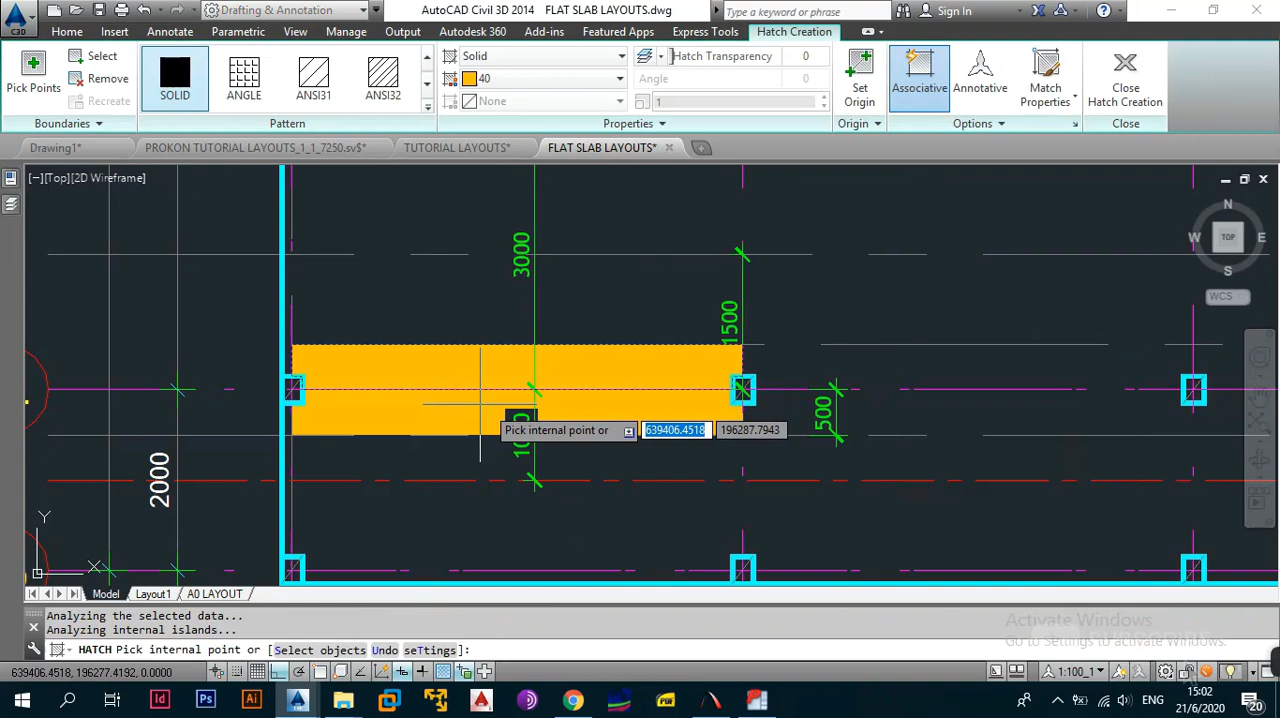 Drafting & Annotation
AutoCAD Civil 3D 2014 FLAT SLAB LAYOUTS.dwg
Type a keyword or phrase
Sign In
C3D
Home Insert Annotate Parametric View Manage Output Autodesk 360 Add-ins Featured Apps Express Tools Hatch Creation
Pick Points
Select
Remove
Recreate
SOLID
ANGLE
ANSI31
ANSI32
Solid
40
None
Hatch Transparency 0
Angle 0
1
Set
Origin
Associative
Annotative
Match
Properties
Close
Hatch Creation
Boundaries
Pattern
Properties
Origin
Options
Close
Drawing1*
PROKON TUTORIAL LAYOUTS_1_1_7250.sv$*
TUTORIAL LAYOUTS*
FLAT SLAB LAYOUTS*
[−][Top][2D Wireframe]
N
W
TOP
E
S
WCS
3000
1500
500
2000
Pick internal point or
639406.4518
196287.7943
Y
X
Model
Layout1
A0 LAYOUT
Analyzing the selected data...
Analyzing internal islands...
HATCH Pick internal point or [Select objects Undo seTtings]:
Activate Windows
Go to Settings to activate Windows.
639406.4518, 196277.4192, 0.0000
1:100_1
Id
Ps
Ai
PDF
ENG
15:02
21/6/2020
20